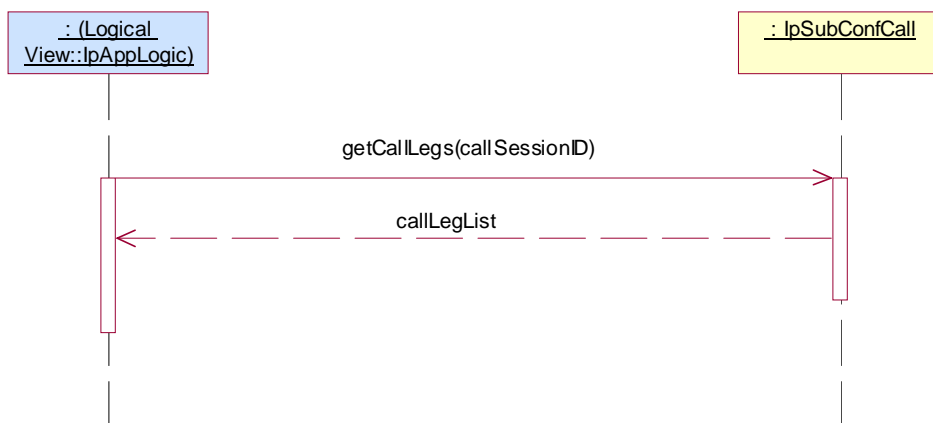 : (Logical
View::IpAppLogic)
: IpSubConfCall
getCallLegs(callSessionID)
callLegList